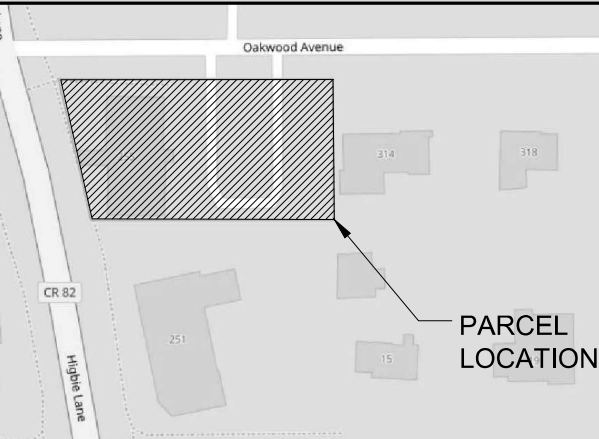 Oakwood Avenue
314
318
CR 82
251
Higbie Lane
15
PARCEL
LOCATION